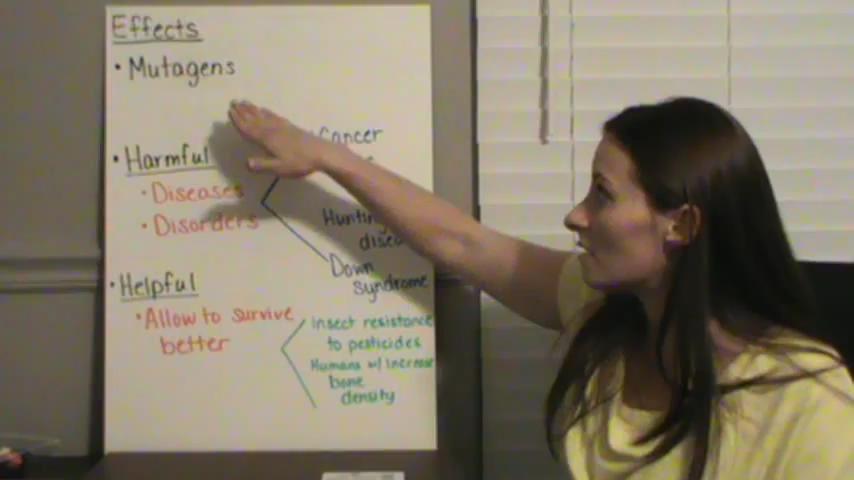 Effects
• Mutagens
• Harmful
• Diseases
• Disorders
Cancer
Down
syndrome
• Helpful
• Allow to survive
better
insect resistance
to pesticides
Humans w/ increase
bone
density